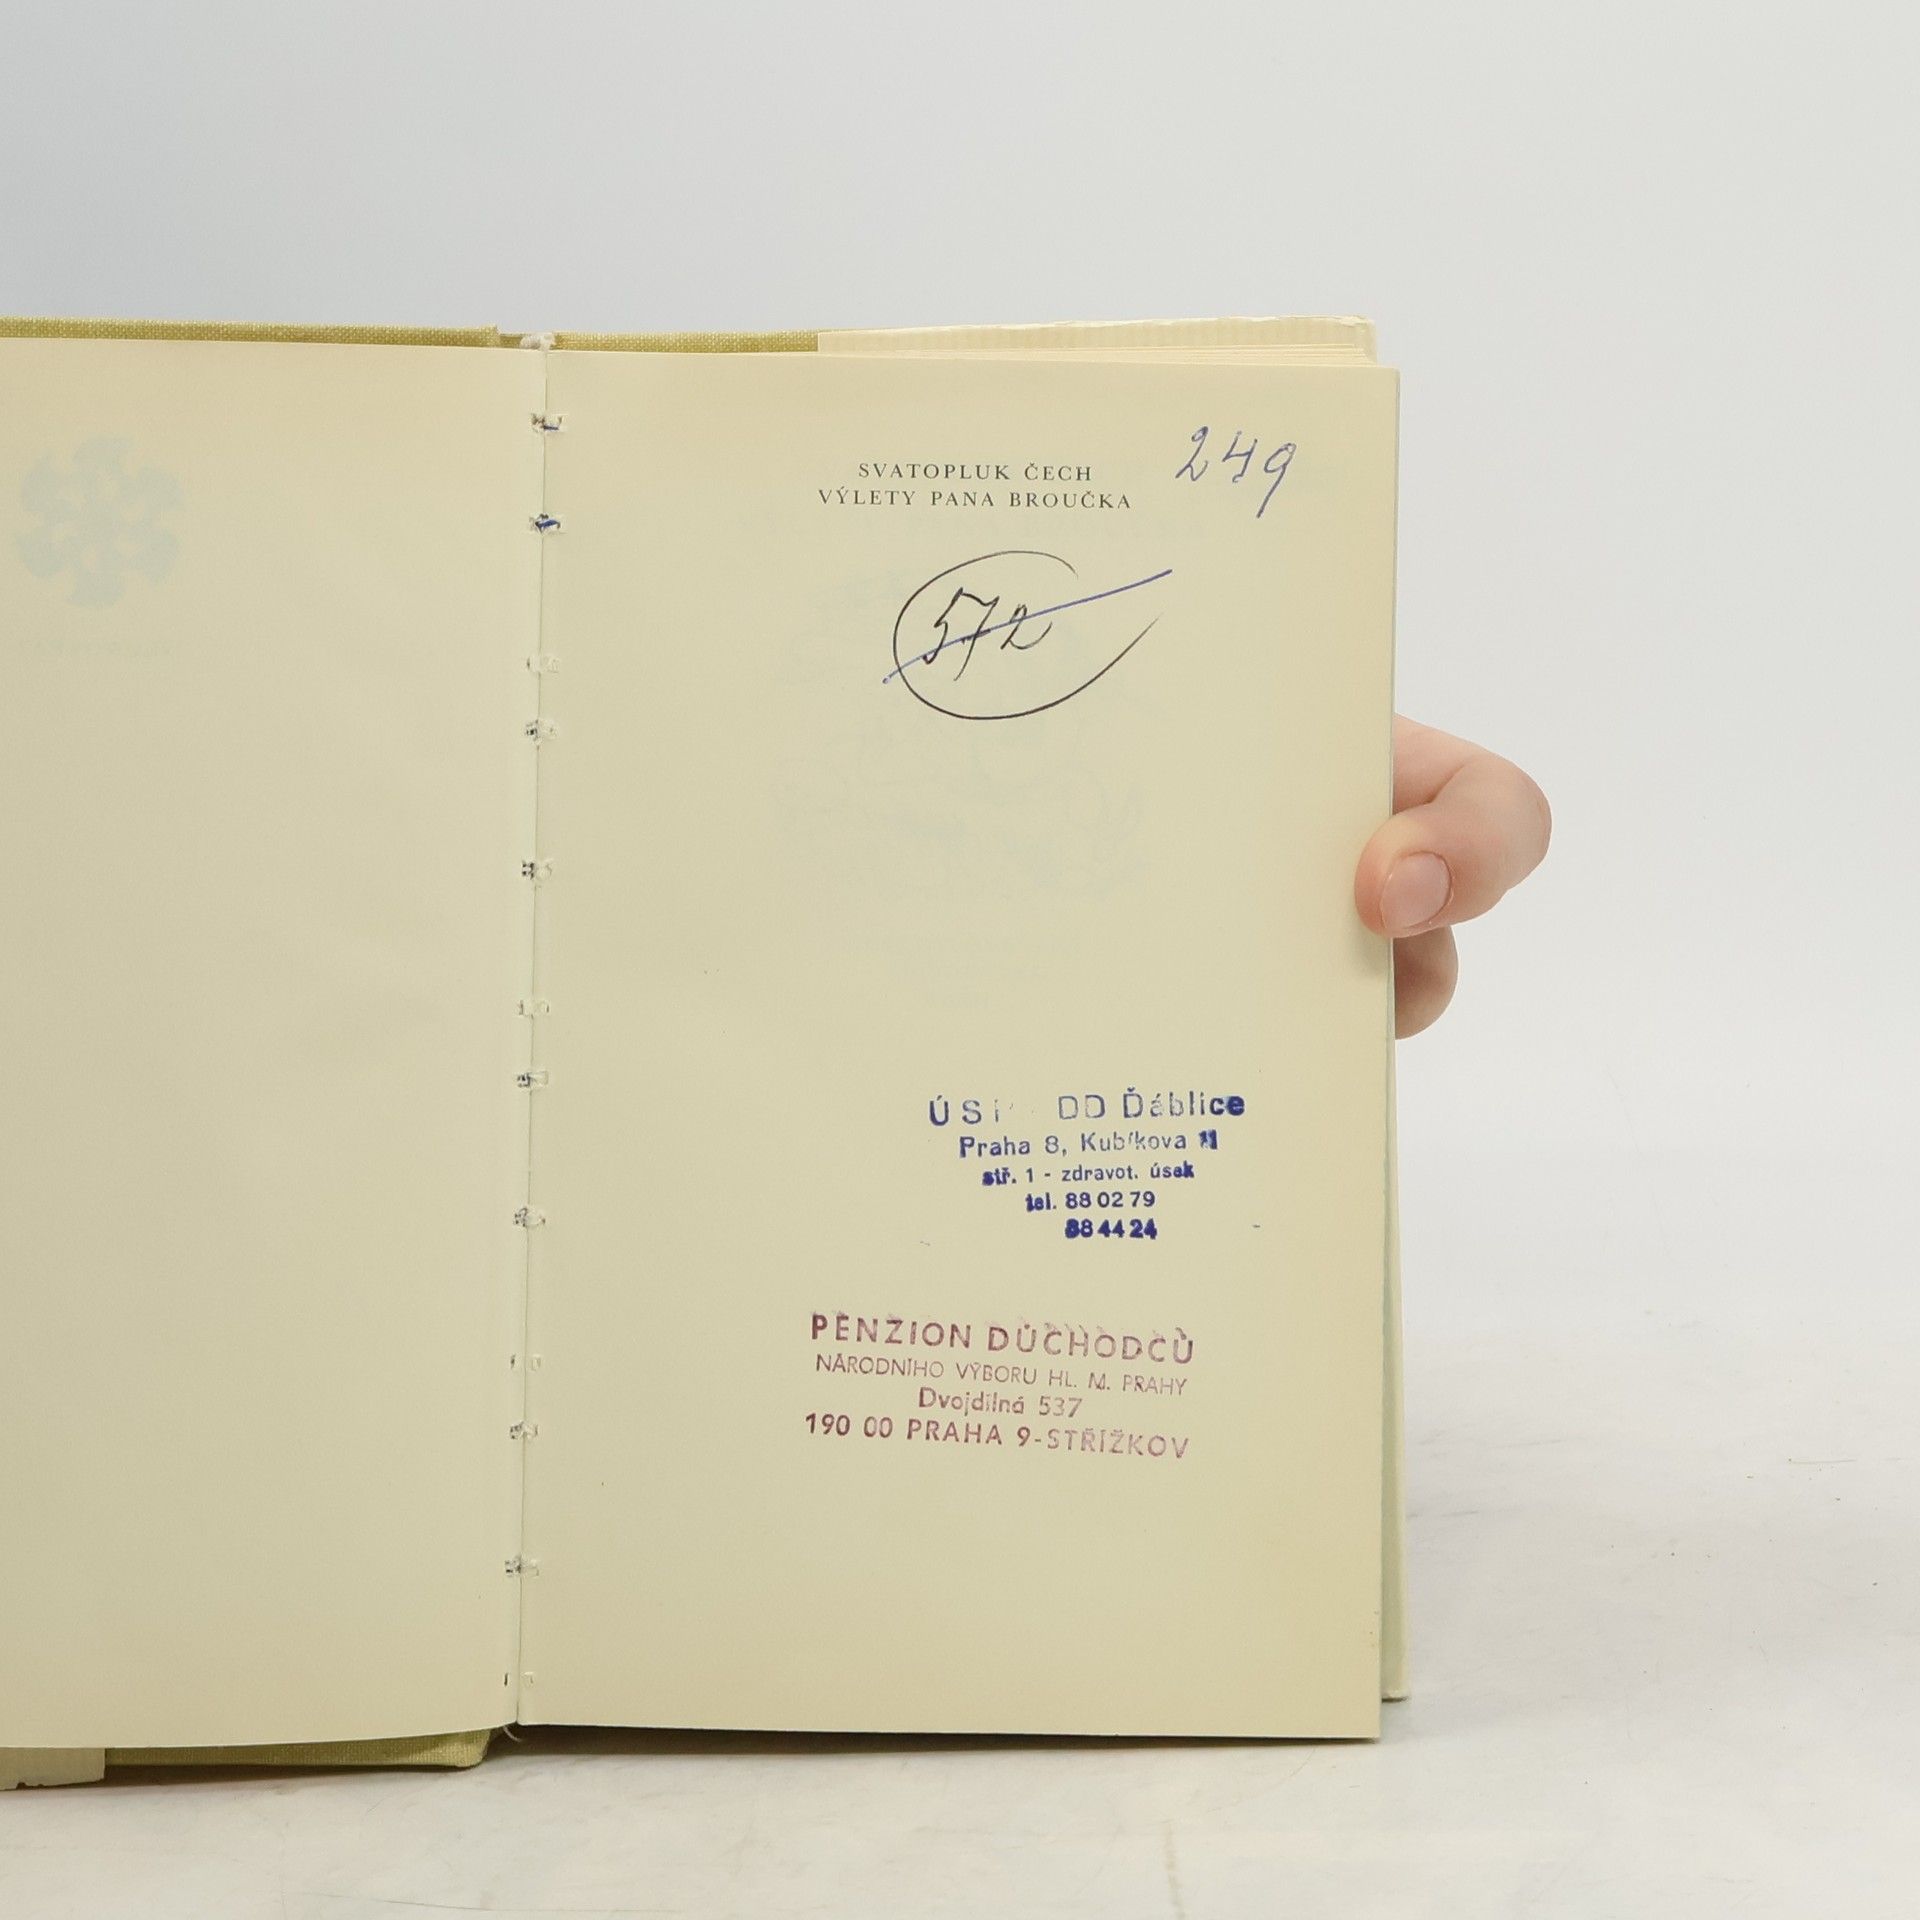 SVATOPLUK ČECH
VÝLETY PANA BROUČKA
249
572
DD Ďáblice
Praha 8, Kubíkova 11
stř. 1 - zdravot. úsek
tel. 88 02 79
88 44 24
PENZION DŮCHODCŮ
NÁRODNÍHO VÝBORU HL. M. PRAHY
Dvojdílná 537
190 00 PRAHA 9-STŘÍŽKOV